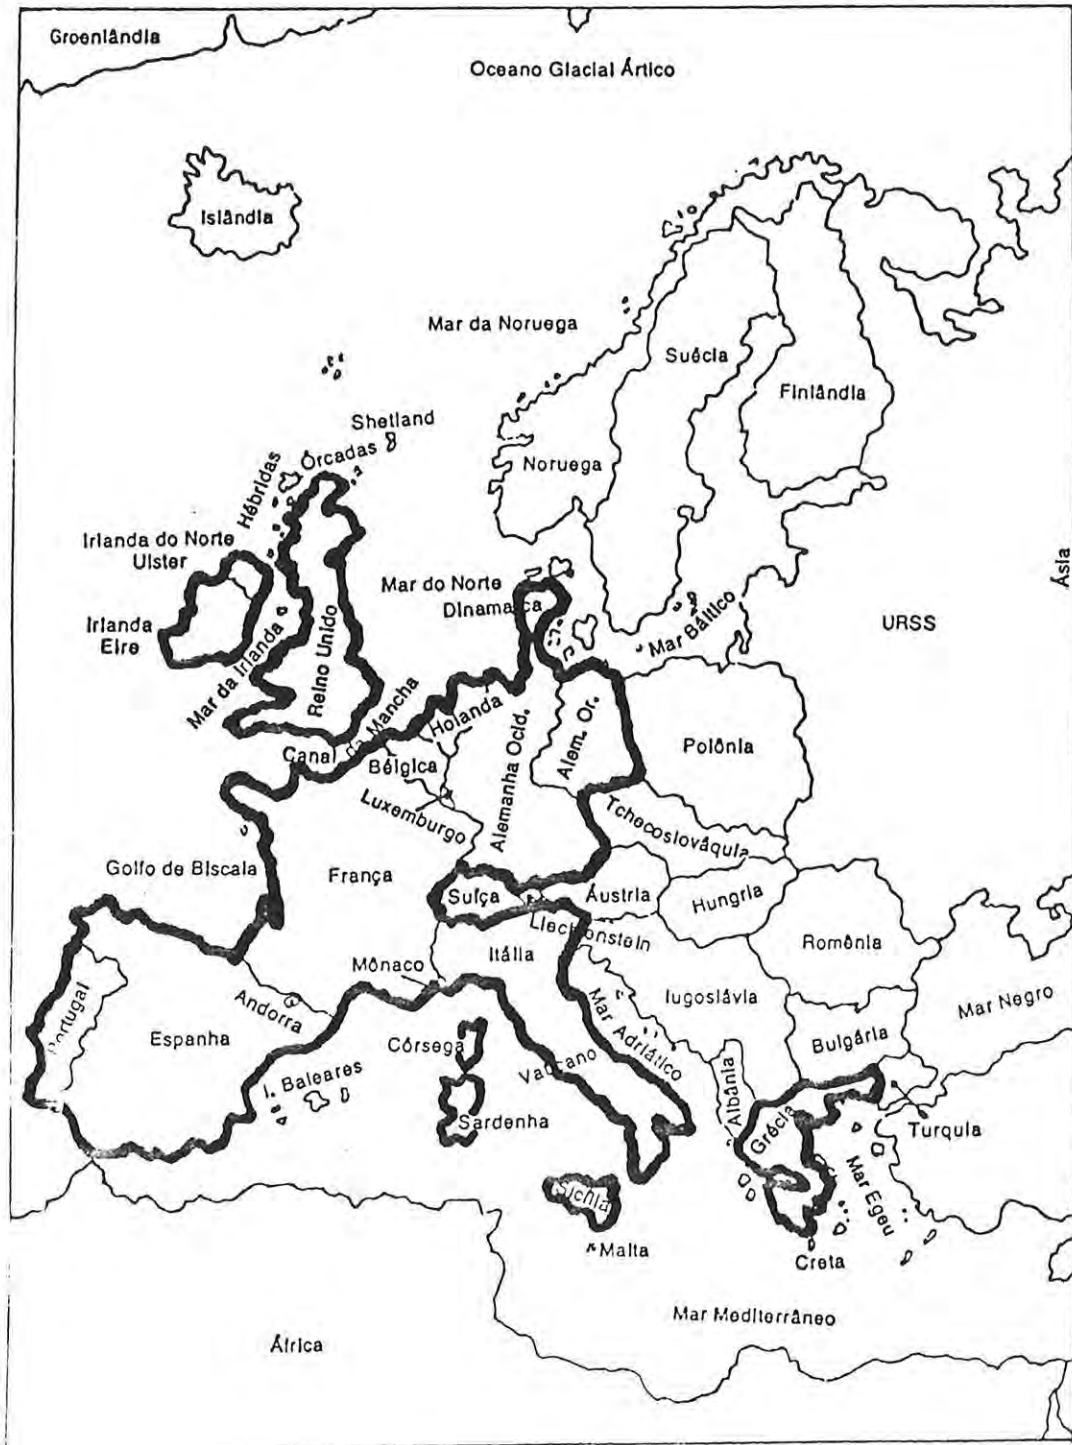 Groenlândia
Oceano Glacial Ártico
Islândia
Mar da Noruega
Suécia
Finlândia
Shetland
Órcadas
Noruega
Hébridas
Irlanda do Norte
Ulster
Mar do Norte
Dinamarca
Ásia
Irlanda
Eire
Mar Báltico
URSS
Mar da Irlanda
Reino Unido
Canal da Mancha
Holanda
Bélgica
Alemanha Ocid.
Alem. Or.
Polônia
Luxemburgo
Tchecoslováquia
Golfo de Biscaia
França
Suíça
Áustria
Hungria
Liechenstein
Itália
Romênia
Mônaco
Portugal
Andorra
Iugoslávia
Mar Negro
Espanha
Córsega
Mar Adriático
Bulgária
I. Baleares
Vaticano
Albânia
Sardenha
Grécia
Turquia
Sicília
Mar Egeu
Malta
Creta
Mar Mediterrâneo
África